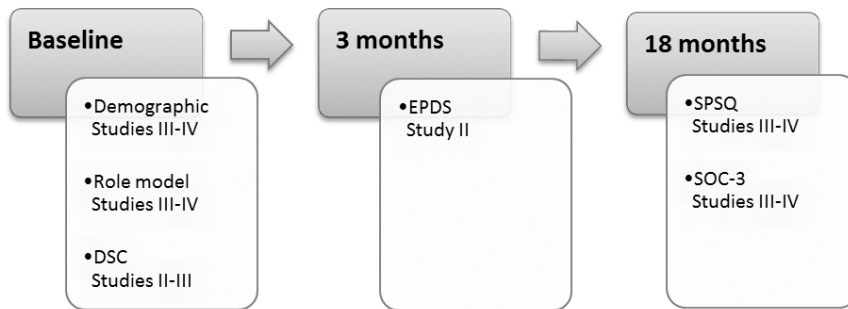 Baseline
•Demographic
Studies III-IV
•Role model
Studies III-IV
•DSC
Studies II-III
3 months
•EPDS
Study II
18 months
•SPSQ
Studies III-IV
•SOC-3
Studies III-IV